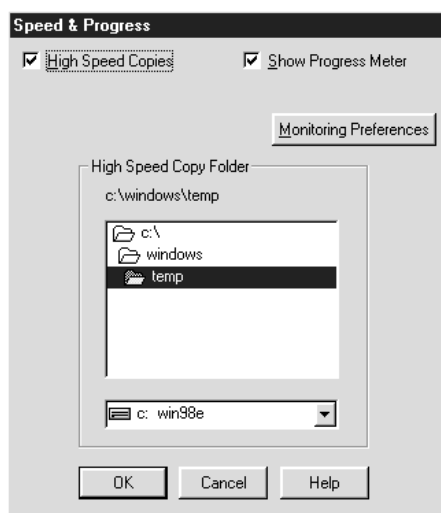 Speed & Progress
High Speed Copies
Show Progress Meter
Monitoring Preferences
High Speed Copy Folder
c:\windows\temp
c:\
windows
temp
c: win98e
OK
Cancel
Help